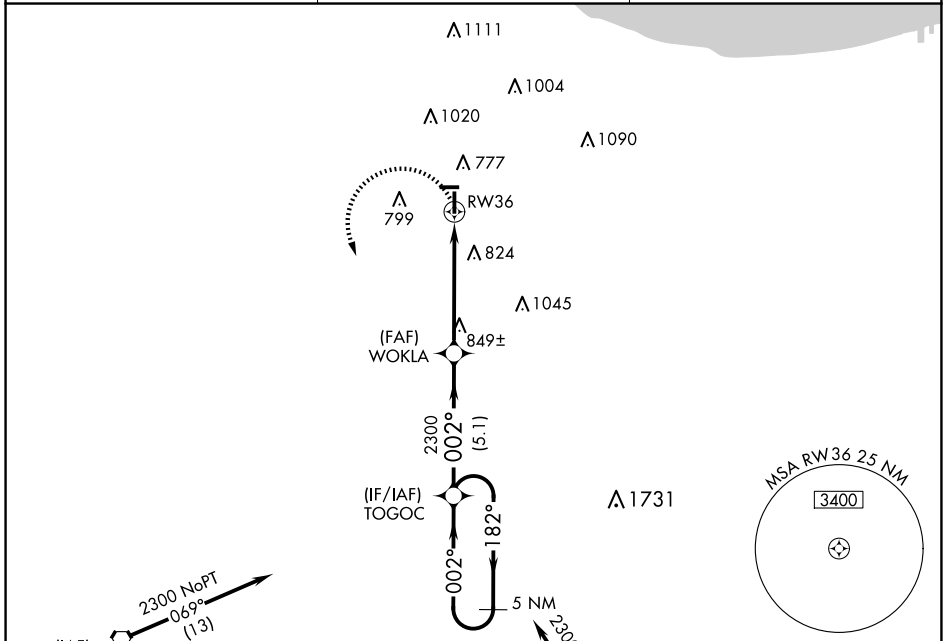 1111
1004
1020
1090
777
RW36
799
824
1045
(FAF)
WOKLA
849±
2300
002°
(5.1)
MSA RW36 25 NM
3400
(IF/IAF)
TOGOC
1731
182°
002°
5 NM
2300 NoPT
069°
(13)